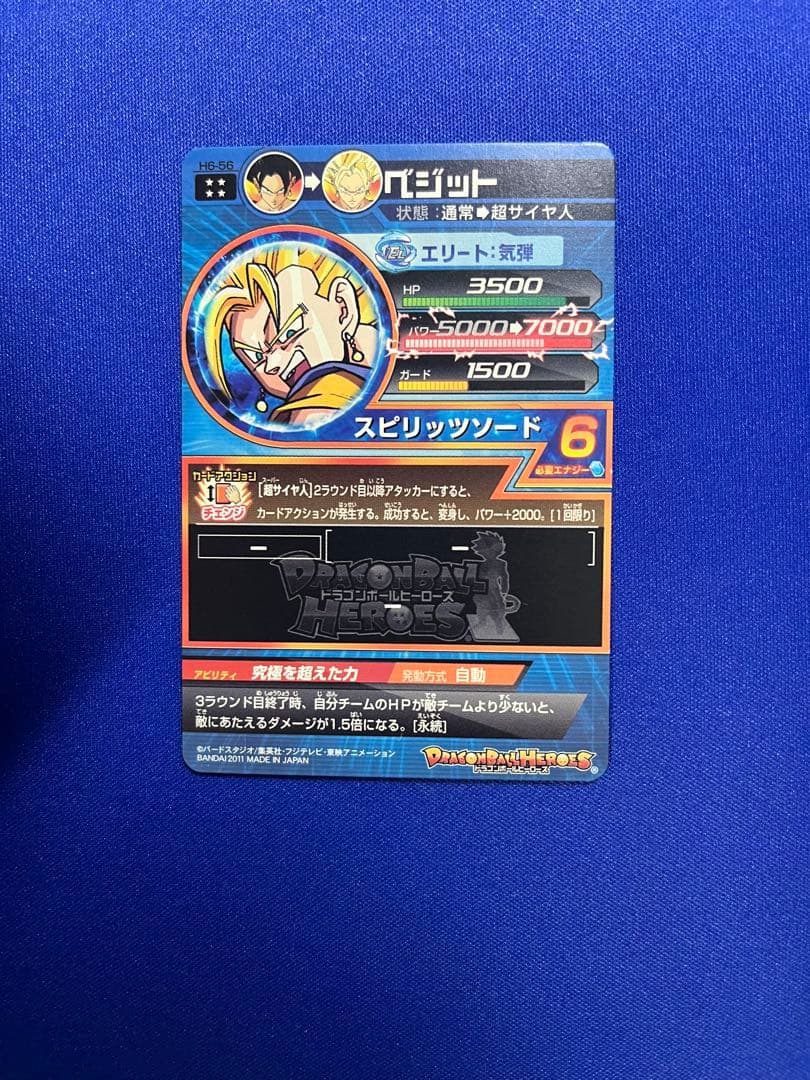 H6-56
ベジット
状態:通常➡超サイヤ人
EL エリート:気弾
HP 3500
パワー 5000➡7000
ガード 1500
スピリッツソード 6
必要エナジー
カードアクション
チェンジ
[超サイヤ人]2ラウンド目以降アタッカーにすると、
カードアクションが発生する。成功すると、変身し、パワー+2000。[1回限り]
ー
ー
DRAGONBALL
ドラゴンボールヒーローズ
HEROES
ー
アビリティ 究極を超えた力 発動方式 自動
3ラウンド目終了時、自分チームのHPが敵チームより少ないと、
敵にあたえるダメージが1.5倍になる。[永続]
©バードスタジオ/集英社・フジテレビ・東映アニメーション
BANDAI 2011 MADE IN JAPAN
DRAGONBALL HEROES
ドラゴンボールヒーローズ
®